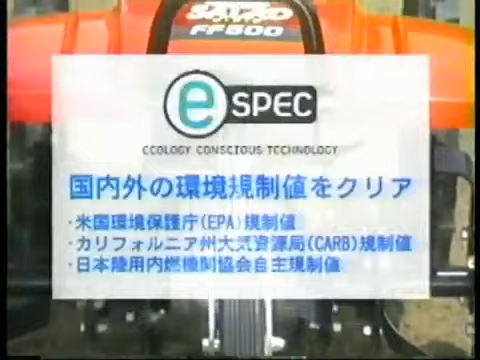 FF500
e SPEC
ECOLOGY CONSCIOUS TECHNOLOGY
国内外の環境規制値をクリア
・米国環境保護庁(EPA)規制値
・カリフォルニア州大気資源局(CARB)規制値
・日本陸用内燃機関協会自主規制値